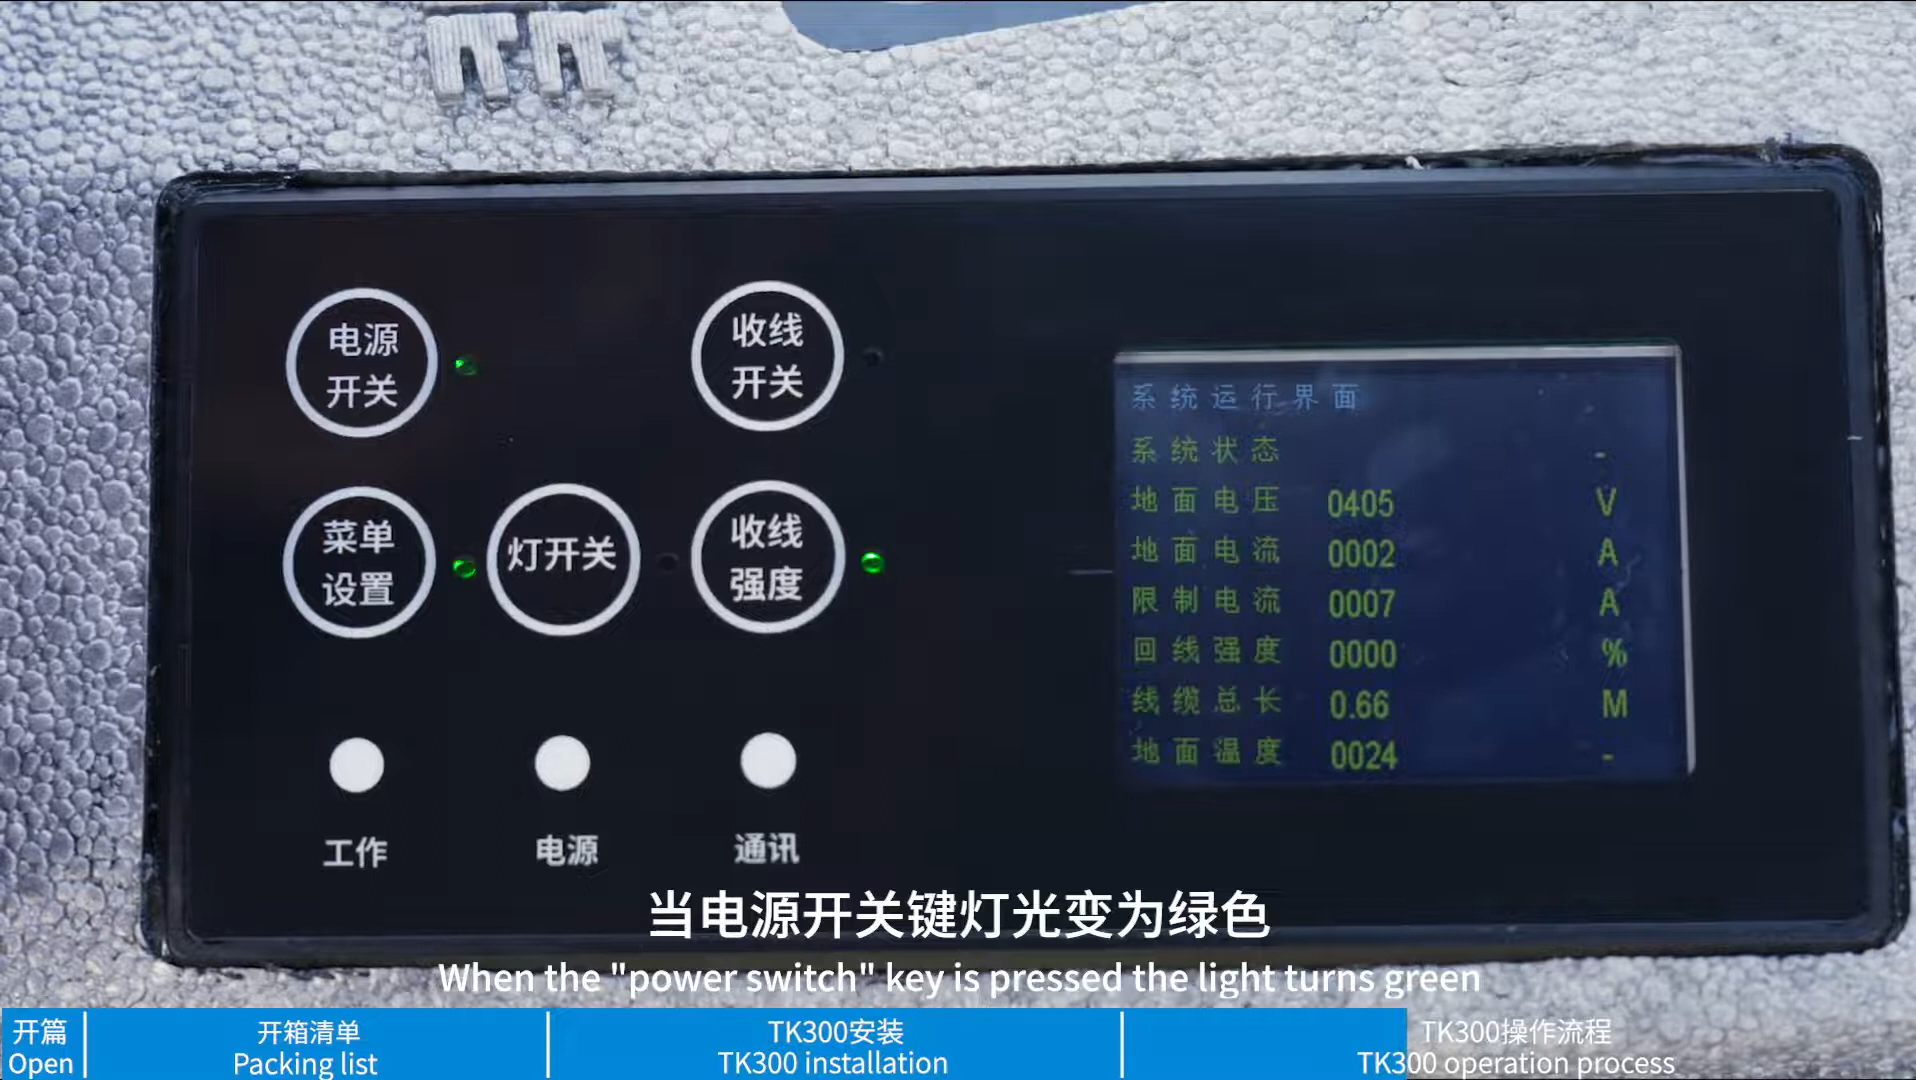 电源
开关
收线
开关
菜单
设置
灯开关
收线
强度
工作
电源
通讯
系统运行界面
系统状态 -
地面电压 0405 V
地面电流 0002 A
限制电流 0007 A
回线强度 0000 %
线缆总长 0.66 M
地面温度 0024 -
当电源开关键灯光变为绿色
When the "power switch" key is pressed the light turns green
开篇
Open
开箱清单
Packing list
TK300安装
TK300 installation
TK300操作流程
TK300 operation process